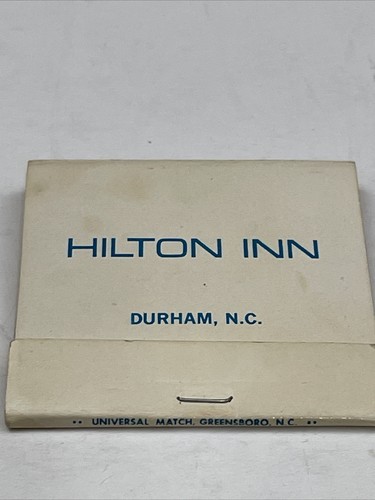 HILTON INN
DURHAM, N.C.
•• UNIVERSAL MATCH, GREENSBORO, N.C. ••